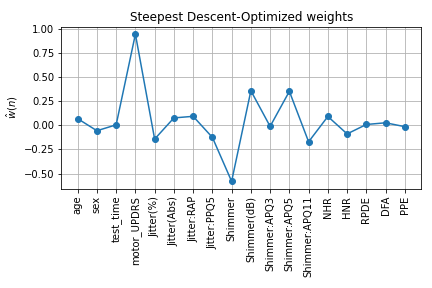 Steepest Descent-Optimized weights
1.00
0.75
0.50
0.25
0.00
−0.25
−0.50
ŵ(n)
age
sex
test_time
motor_UPDRS
Jitter(%)
Jitter(Abs)
Jitter:RAP
Jitter:PPQ5
Shimmer
Shimmer(dB)
Shimmer:APQ3
Shimmer:APQ5
Shimmer:APQ11
NHR
HNR
RPDE
DFA
PPE